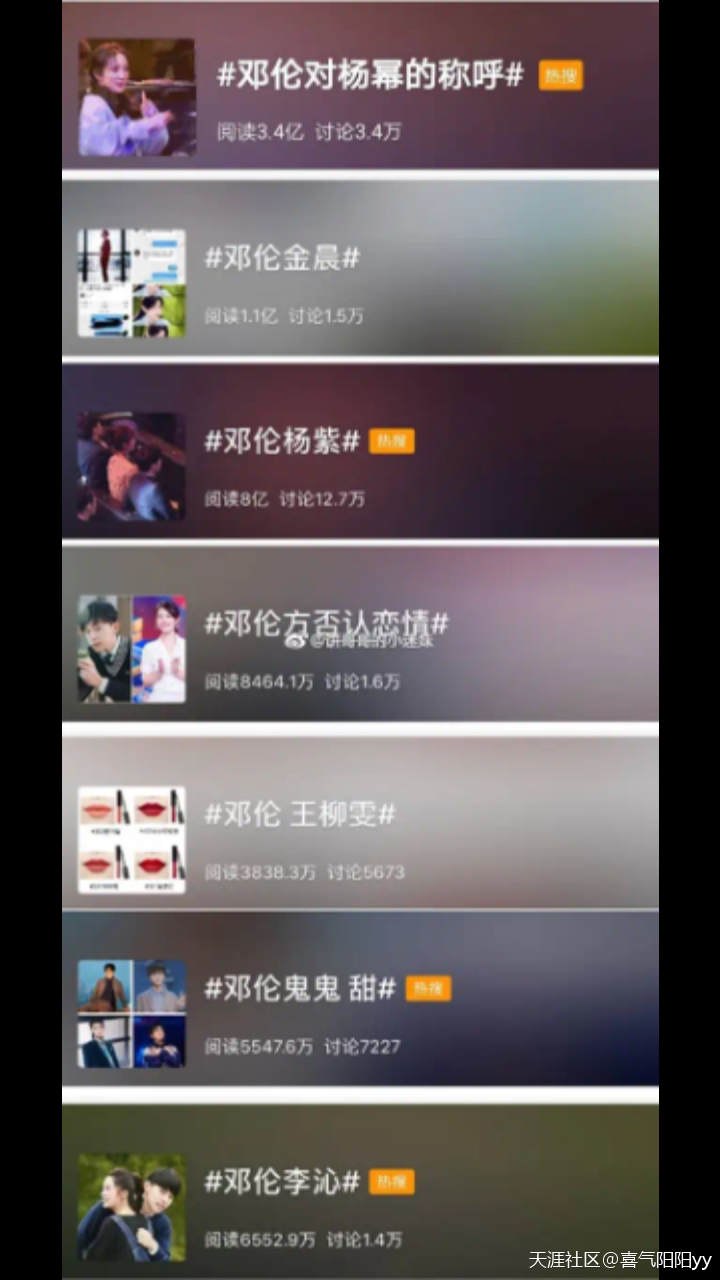 #邓伦对杨幂的称呼# 热搜
阅读3.4亿 讨论3.4万
#邓伦金晨#
阅读1.1亿 讨论1.5万
#邓伦杨紫# 热搜
阅读8亿 讨论12.7万
#邓伦方否认恋情#
阅读8464.1万 讨论1.6万
#邓伦 王柳雯#
阅读3838.3万 讨论5673
#邓伦鬼鬼 甜# 热搜
阅读5547.6万 讨论7227
#邓伦李沁# 热搜
阅读6552.9万 讨论1.4万
天涯社区@喜气阳阳yy